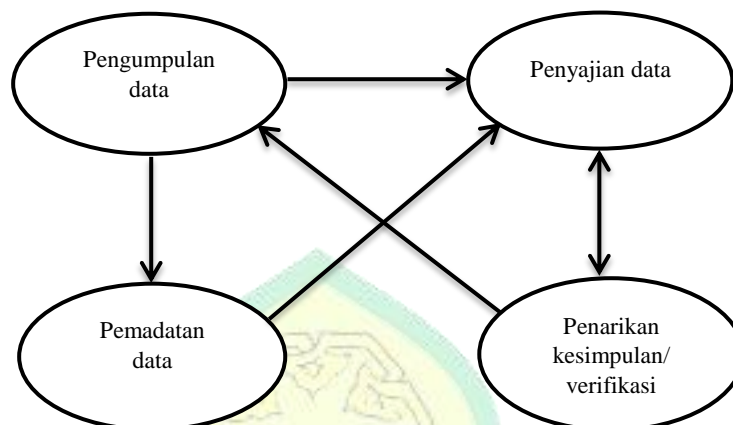 Pengumpulan
data
Penyajian data
Pemadatan
data
Penarikan
kesimpulan/
verifikasi